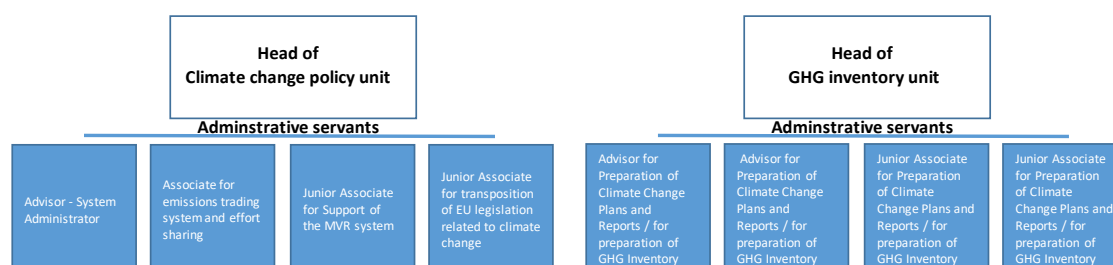 Head of
Climate change policy unit
Adminstrative servants
Advisor - System
Administrator
Associate for
emissions trading
system and effort
sharing
Junior Associate
for Support of
the MVR system
Junior Associate
for transposition
of EU legislation
related to climate
change
Head of
GHG inventory unit
Adminstrative servants
Advisor for
Preparation of
Climate Change
Plans and
Reports / for
preparation of
GHG Inventory
Advisor for
Preparation of
Climate Change
Plans and
Reports / for
preparation of
GHG Inventory
Junior Associate
for Preparation
of Climate
Change Plans and
Reports / for
preparation of
GHG Inventory
Junior Associate
for Preparation
of Climate
Change Plans and
Reports / for
preparation of
GHG Inventory